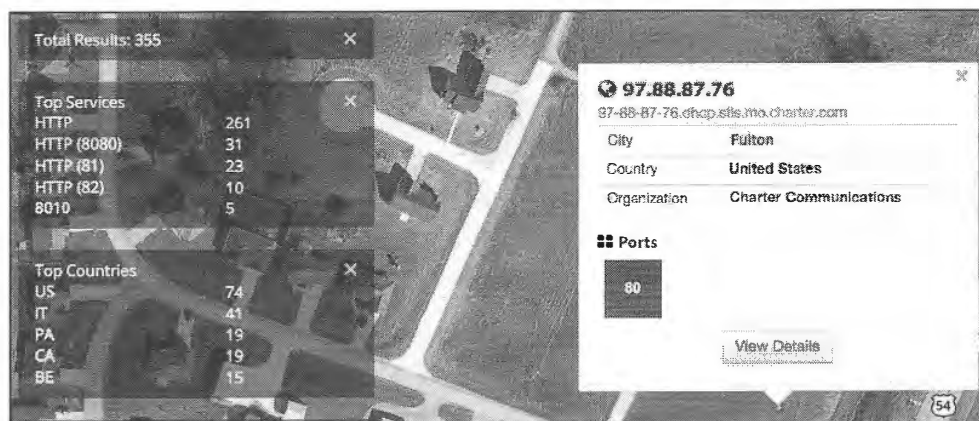 Total Results: 355 ×
Top Services ×
HTTP 261
HTTP (8080) 31
HTTP (81) 23
HTTP (82) 10
8010 5
Top Countries ×
US 74
IT 41
PA 19
CA 19
BE 15
×
97.88.87.76
97-88-87-76.dhcp.stls.mo.charter.com
City Fulton
Country United States
Organization Charter Communications
Ports
80
View Details
54